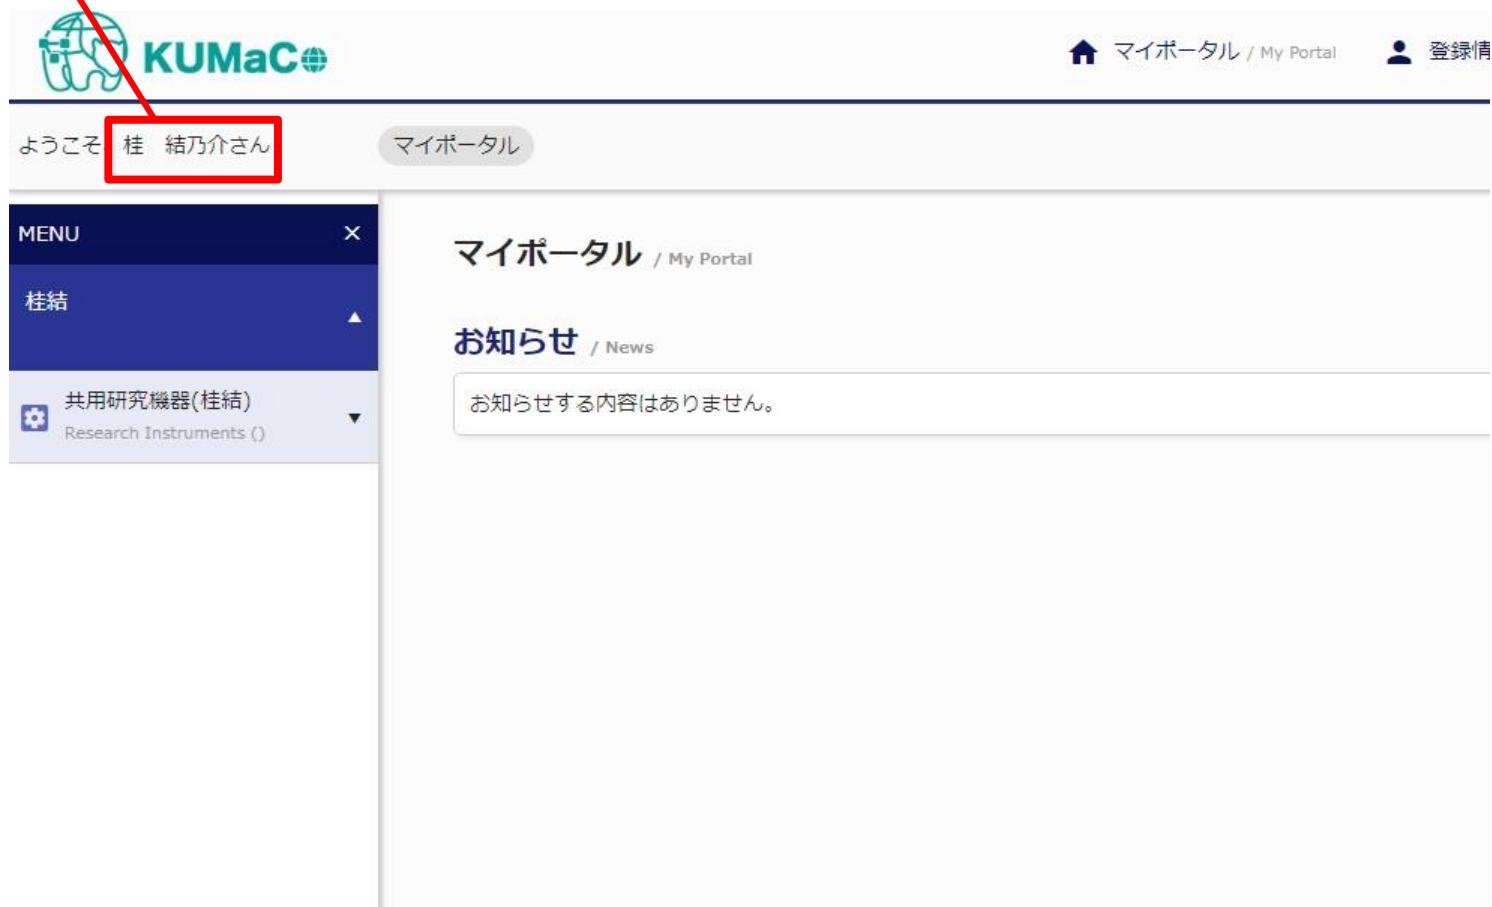 KUMaC
マイポータル / My Portal
登録情
ようこそ 桂　結乃介さん
マイポータル
MENU ×
桂結 ▲
共用研究機器(桂結) ▼
Research Instruments ()
マイポータル / My Portal
お知らせ / News
お知らせする内容はありません。